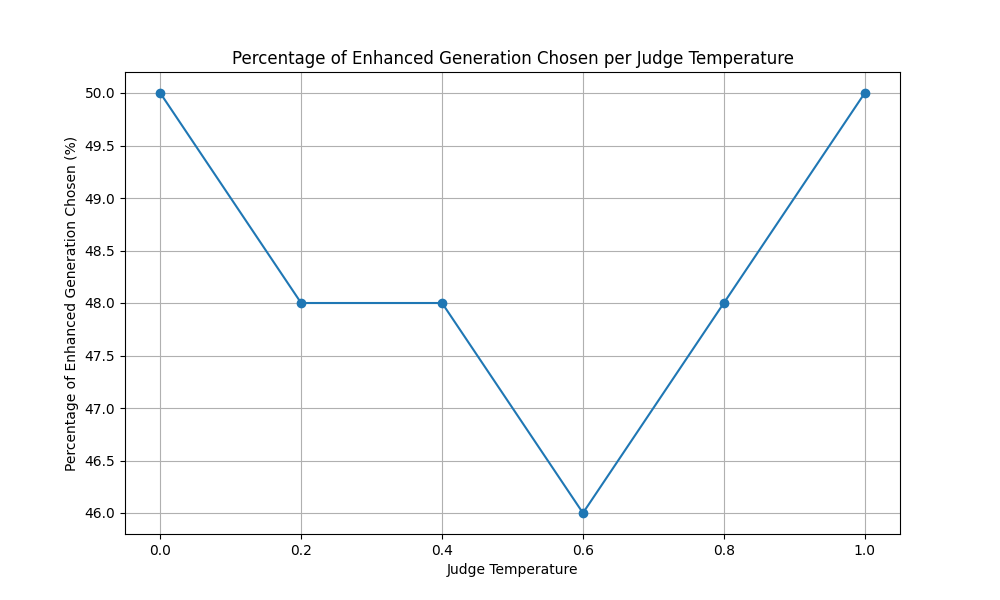 Percentage of Enhanced Generation Chosen per Judge Temperature
Percentage of Enhanced Generation Chosen (%)
50.0
49.5
49.0
48.5
48.0
47.5
47.0
46.5
46.0
0.0 0.2 0.4 0.6 0.8 1.0
Judge Temperature